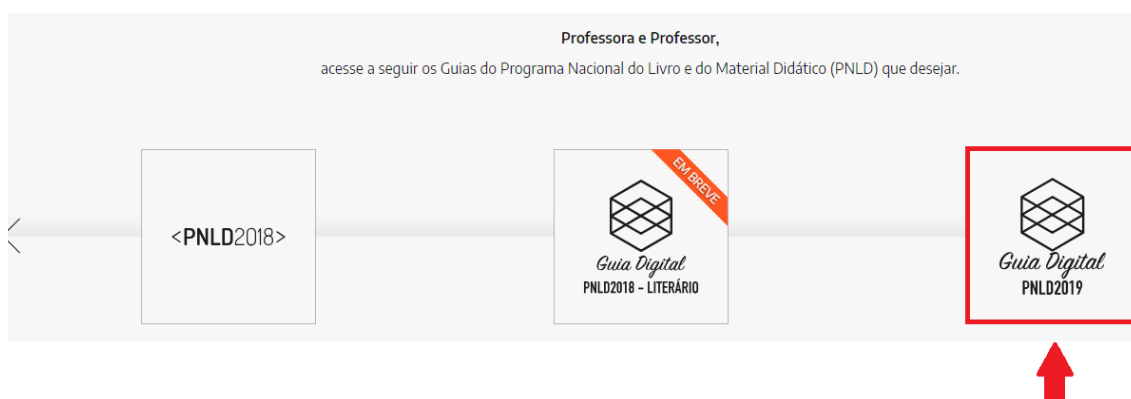 Professora e Professor,
acesse a seguir os Guias do Programa Nacional do Livro e do Material Didático (PNLD) que desejar.
<PNLD2018>
EM BREVE
Guia Digital
PNLD2018 - LITERÁRIO
Guia Digital
PNLD2019